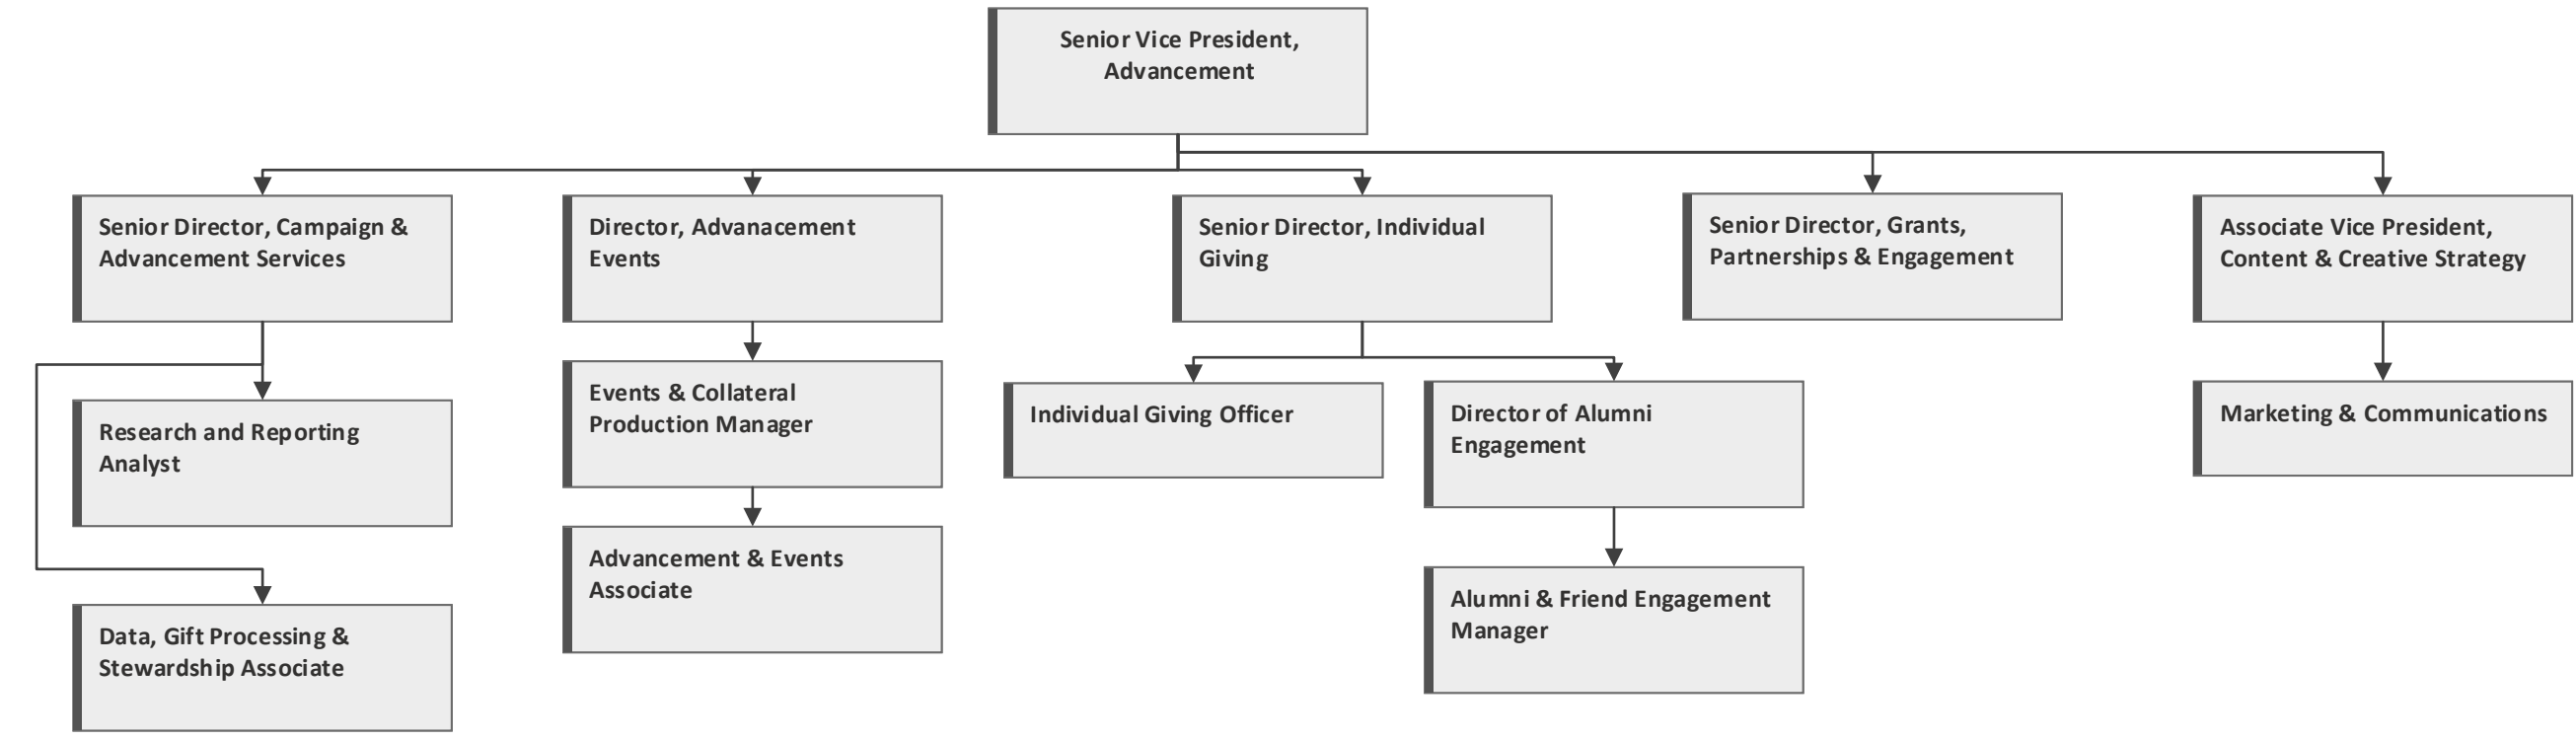 Senior Vice President,
Advancement
Senior Director, Campaign &
Advancement Services
Director, Advanacement
Events
Senior Director, Individual
Giving
Senior Director, Grants,
Partnerships & Engagement
Associate Vice President,
Content & Creative Strategy
Research and Reporting
Analyst
Events & Collateral
Production Manager
Individual Giving Officer
Director of Alumni
Engagement
Marketing & Communications
Advancement & Events
Associate
Alumni & Friend Engagement
Manager
Data, Gift Processing &
Stewardship Associate